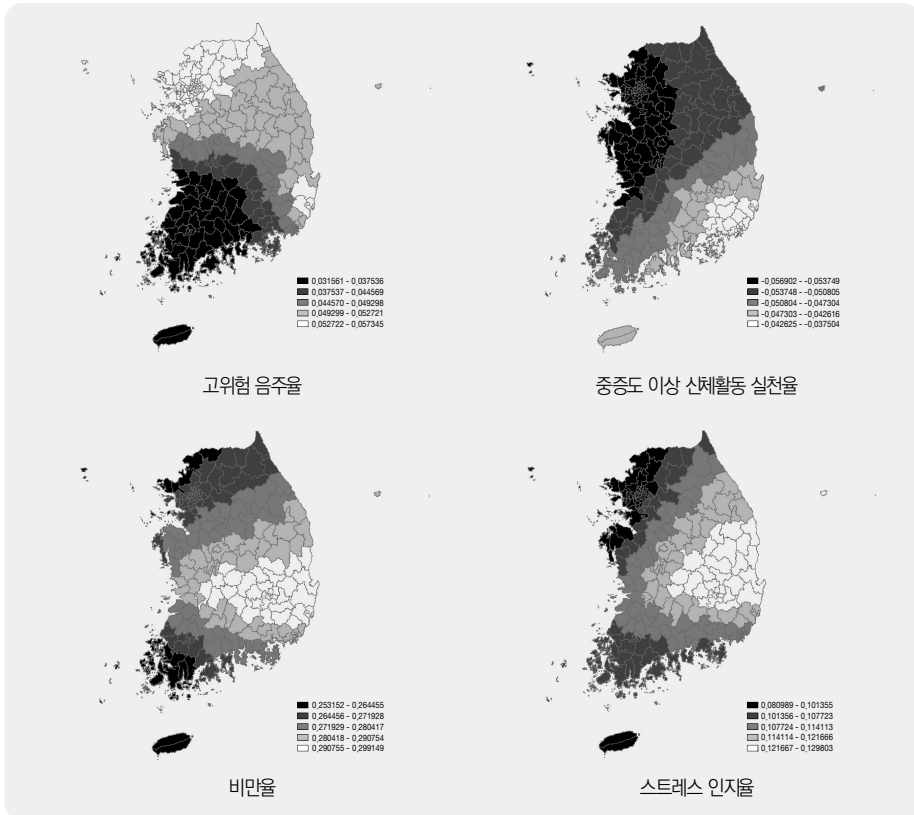 0,031561 - 0,037536
0,037537 - 0,044569
0,044570 - 0,049298
0,049299 - 0,052721
0,052722 - 0,057345
고위험 음주율
-0,056902 - -0,053749
-0,053748 - -0,050805
-0,050804 - -0,047304
-0,047303 - -0,042616
-0,042625 - -0,037504
중증도 이상 신체활동 실천율
0,253152 - 0,264455
0,264456 - 0,271928
0,271929 - 0,280417
0,280418 - 0,290754
0,290755 - 0,299149
비만율
0,080989 - 0,101355
0,101356 - 0,107723
0,107724 - 0,114113
0,114114 - 0,121666
0,121667 - 0,129803
스트레스 인지율